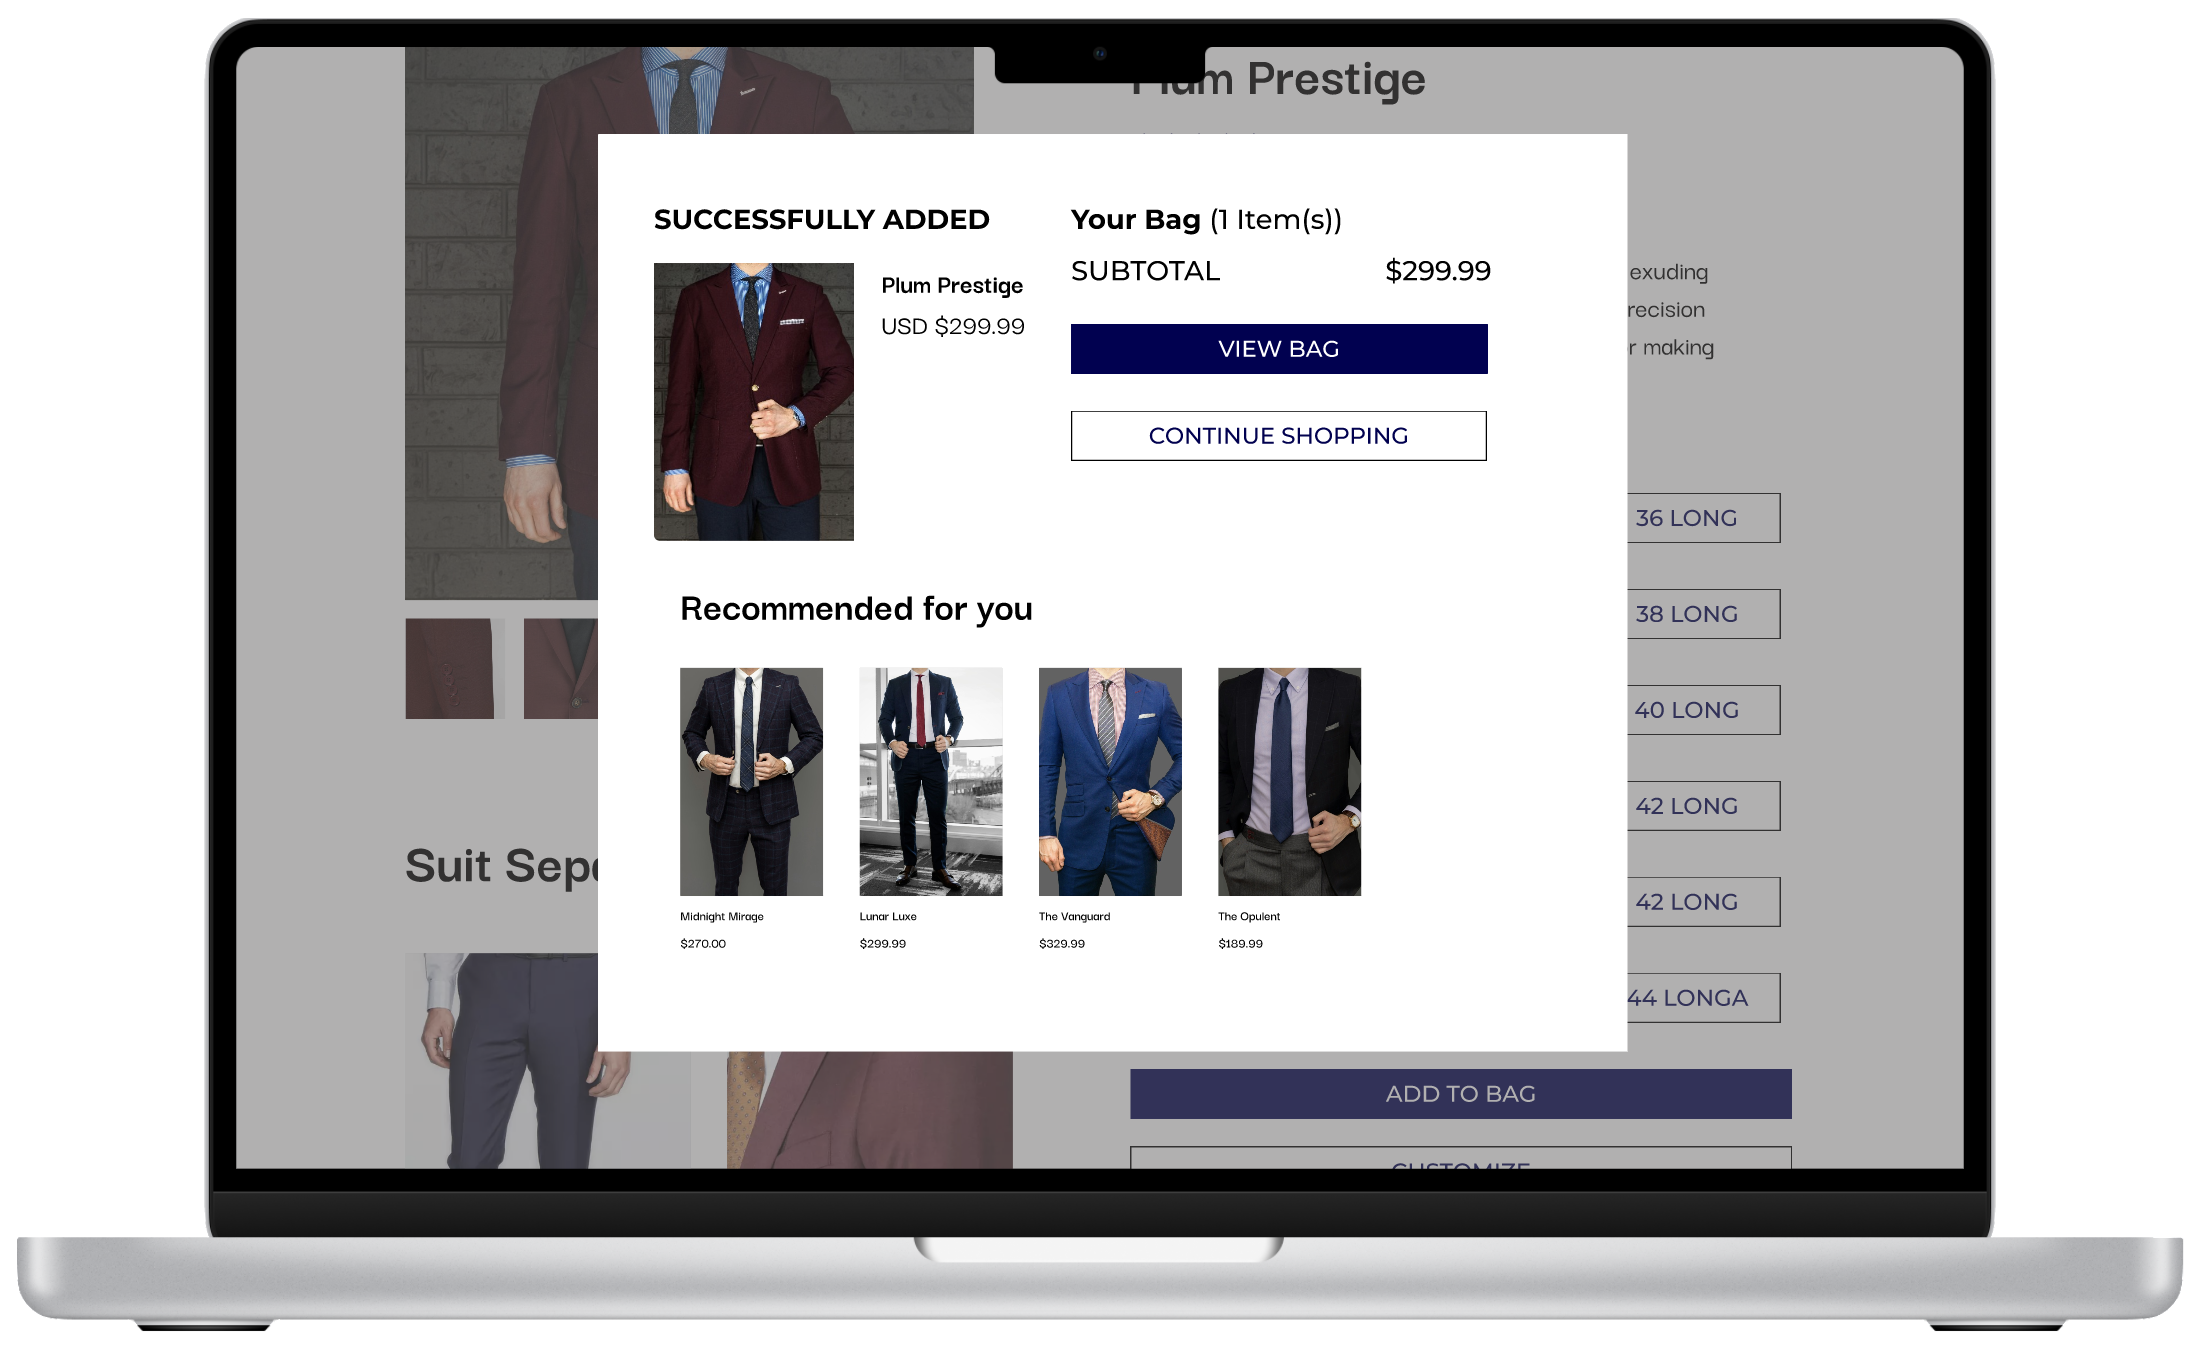 Plum Prestige
SUCCESSFULLY ADDED
Plum Prestige
USD $299.99
Your Bag (1 Item(s))
SUBTOTAL $299.99
VIEW BAG
CONTINUE SHOPPING
exuding
recision
r making
Recommended for you
Midnight Mirage
$270.00
Lunar Luxe
$299.99
The Vanguard
$329.99
The Opulent
$189.99
36 LONG
38 LONG
40 LONG
42 LONG
42 LONG
44 LONGA
Suit Sep
ADD TO BAG
CUSTOMIZE